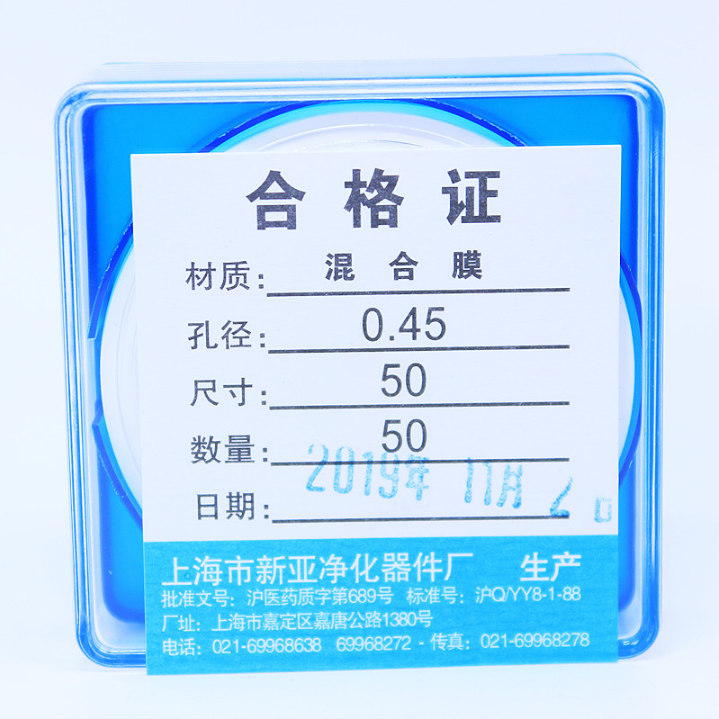 合格证
材质：混合膜
孔径：0.45
尺寸：50
数量：50
日期：2019年 11月 2日
上海市新亚净化器件厂 生产
批准文号：沪医药质字第689号 标准号：沪Q/YY8-1-88
厂址：上海市嘉定区嘉唐公路1380号
电话：021-69968638 69968272 - 传真：021-69968278